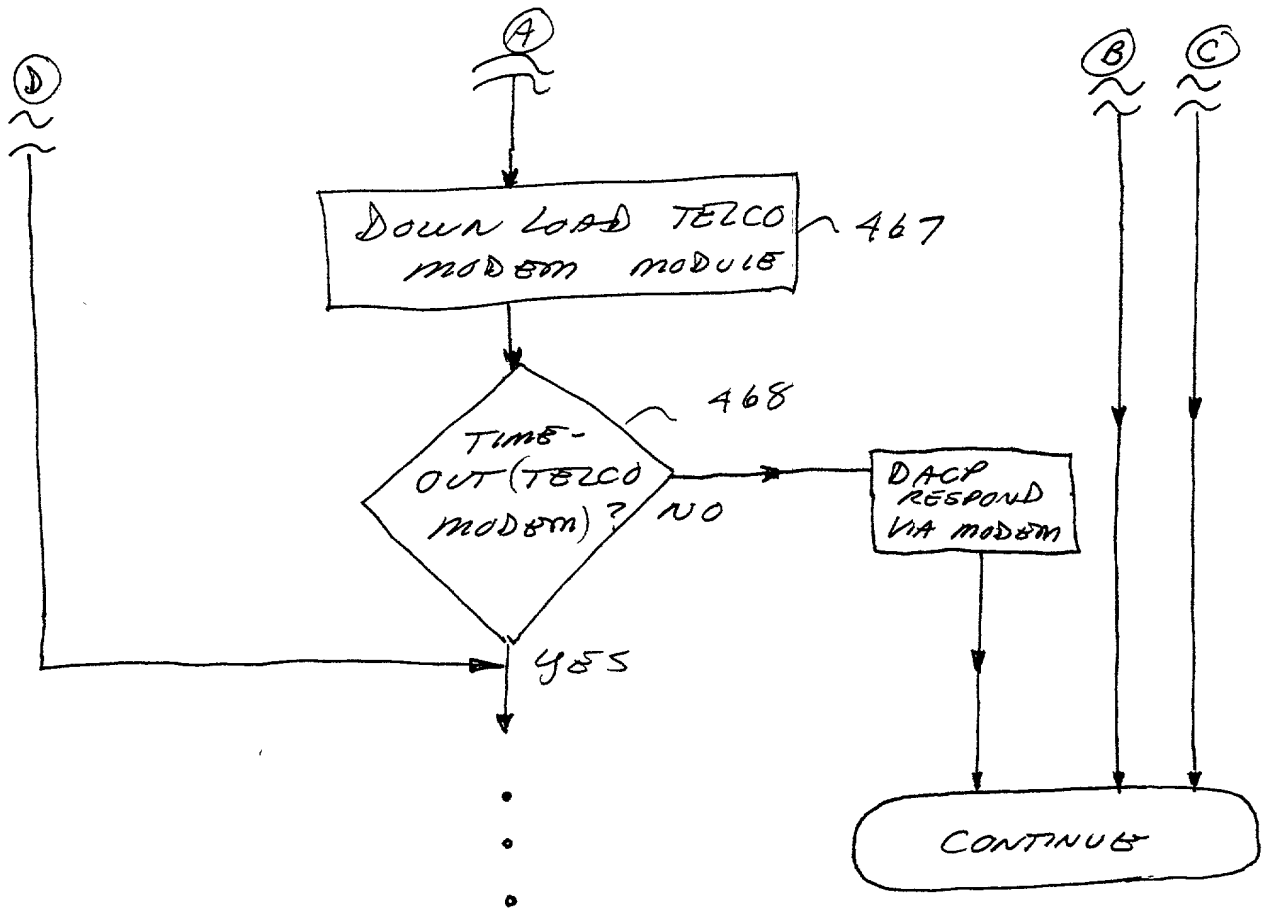 A
D
B
C
DOWN LOAD TELCO
MODEM MODULE
467
468
TIME-
OUT (TELCO
MODEM)?
NO
DACP
RESPOND
VIA MODEM
YES
CONTINUE